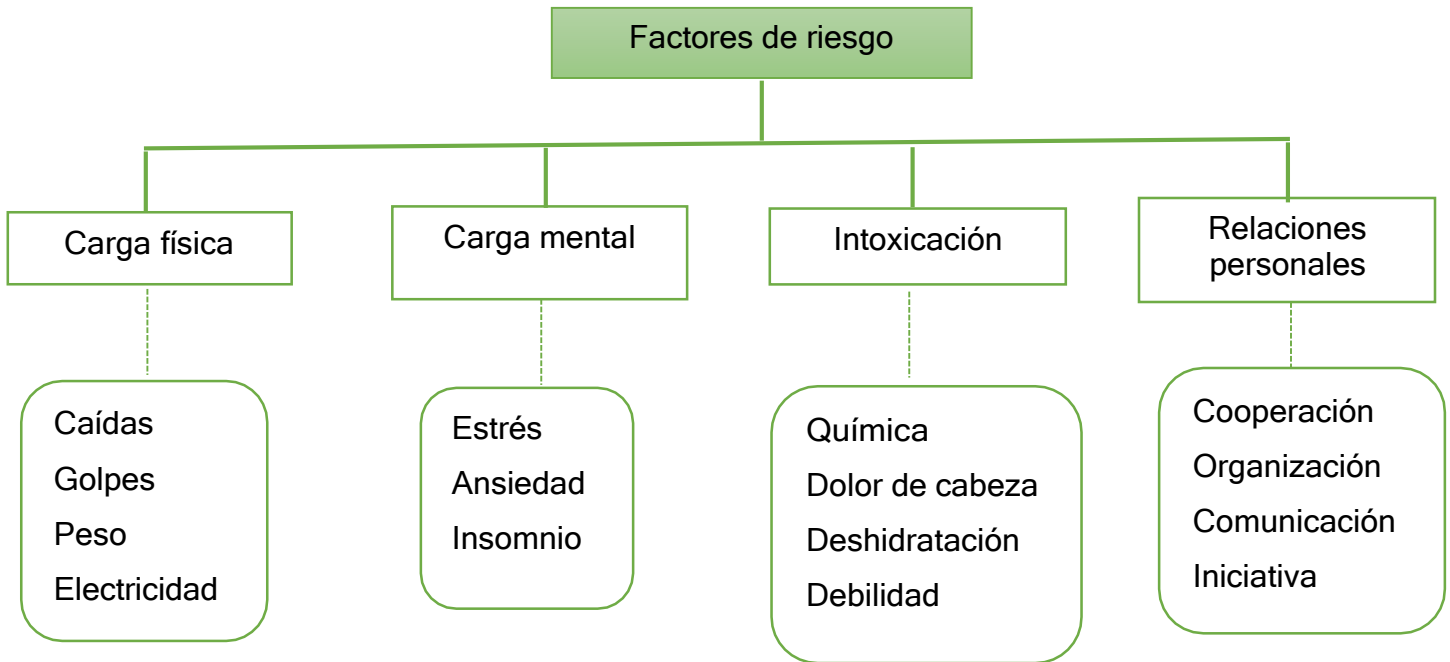 Factores de riesgo
Carga física
Carga mental
Intoxicación
Relaciones
personales
Caídas
Golpes
Peso
Electricidad
Estrés
Ansiedad
Insomnio
Química
Dolor de cabeza
Deshidratación
Debilidad
Cooperación
Organización
Comunicación
Iniciativa